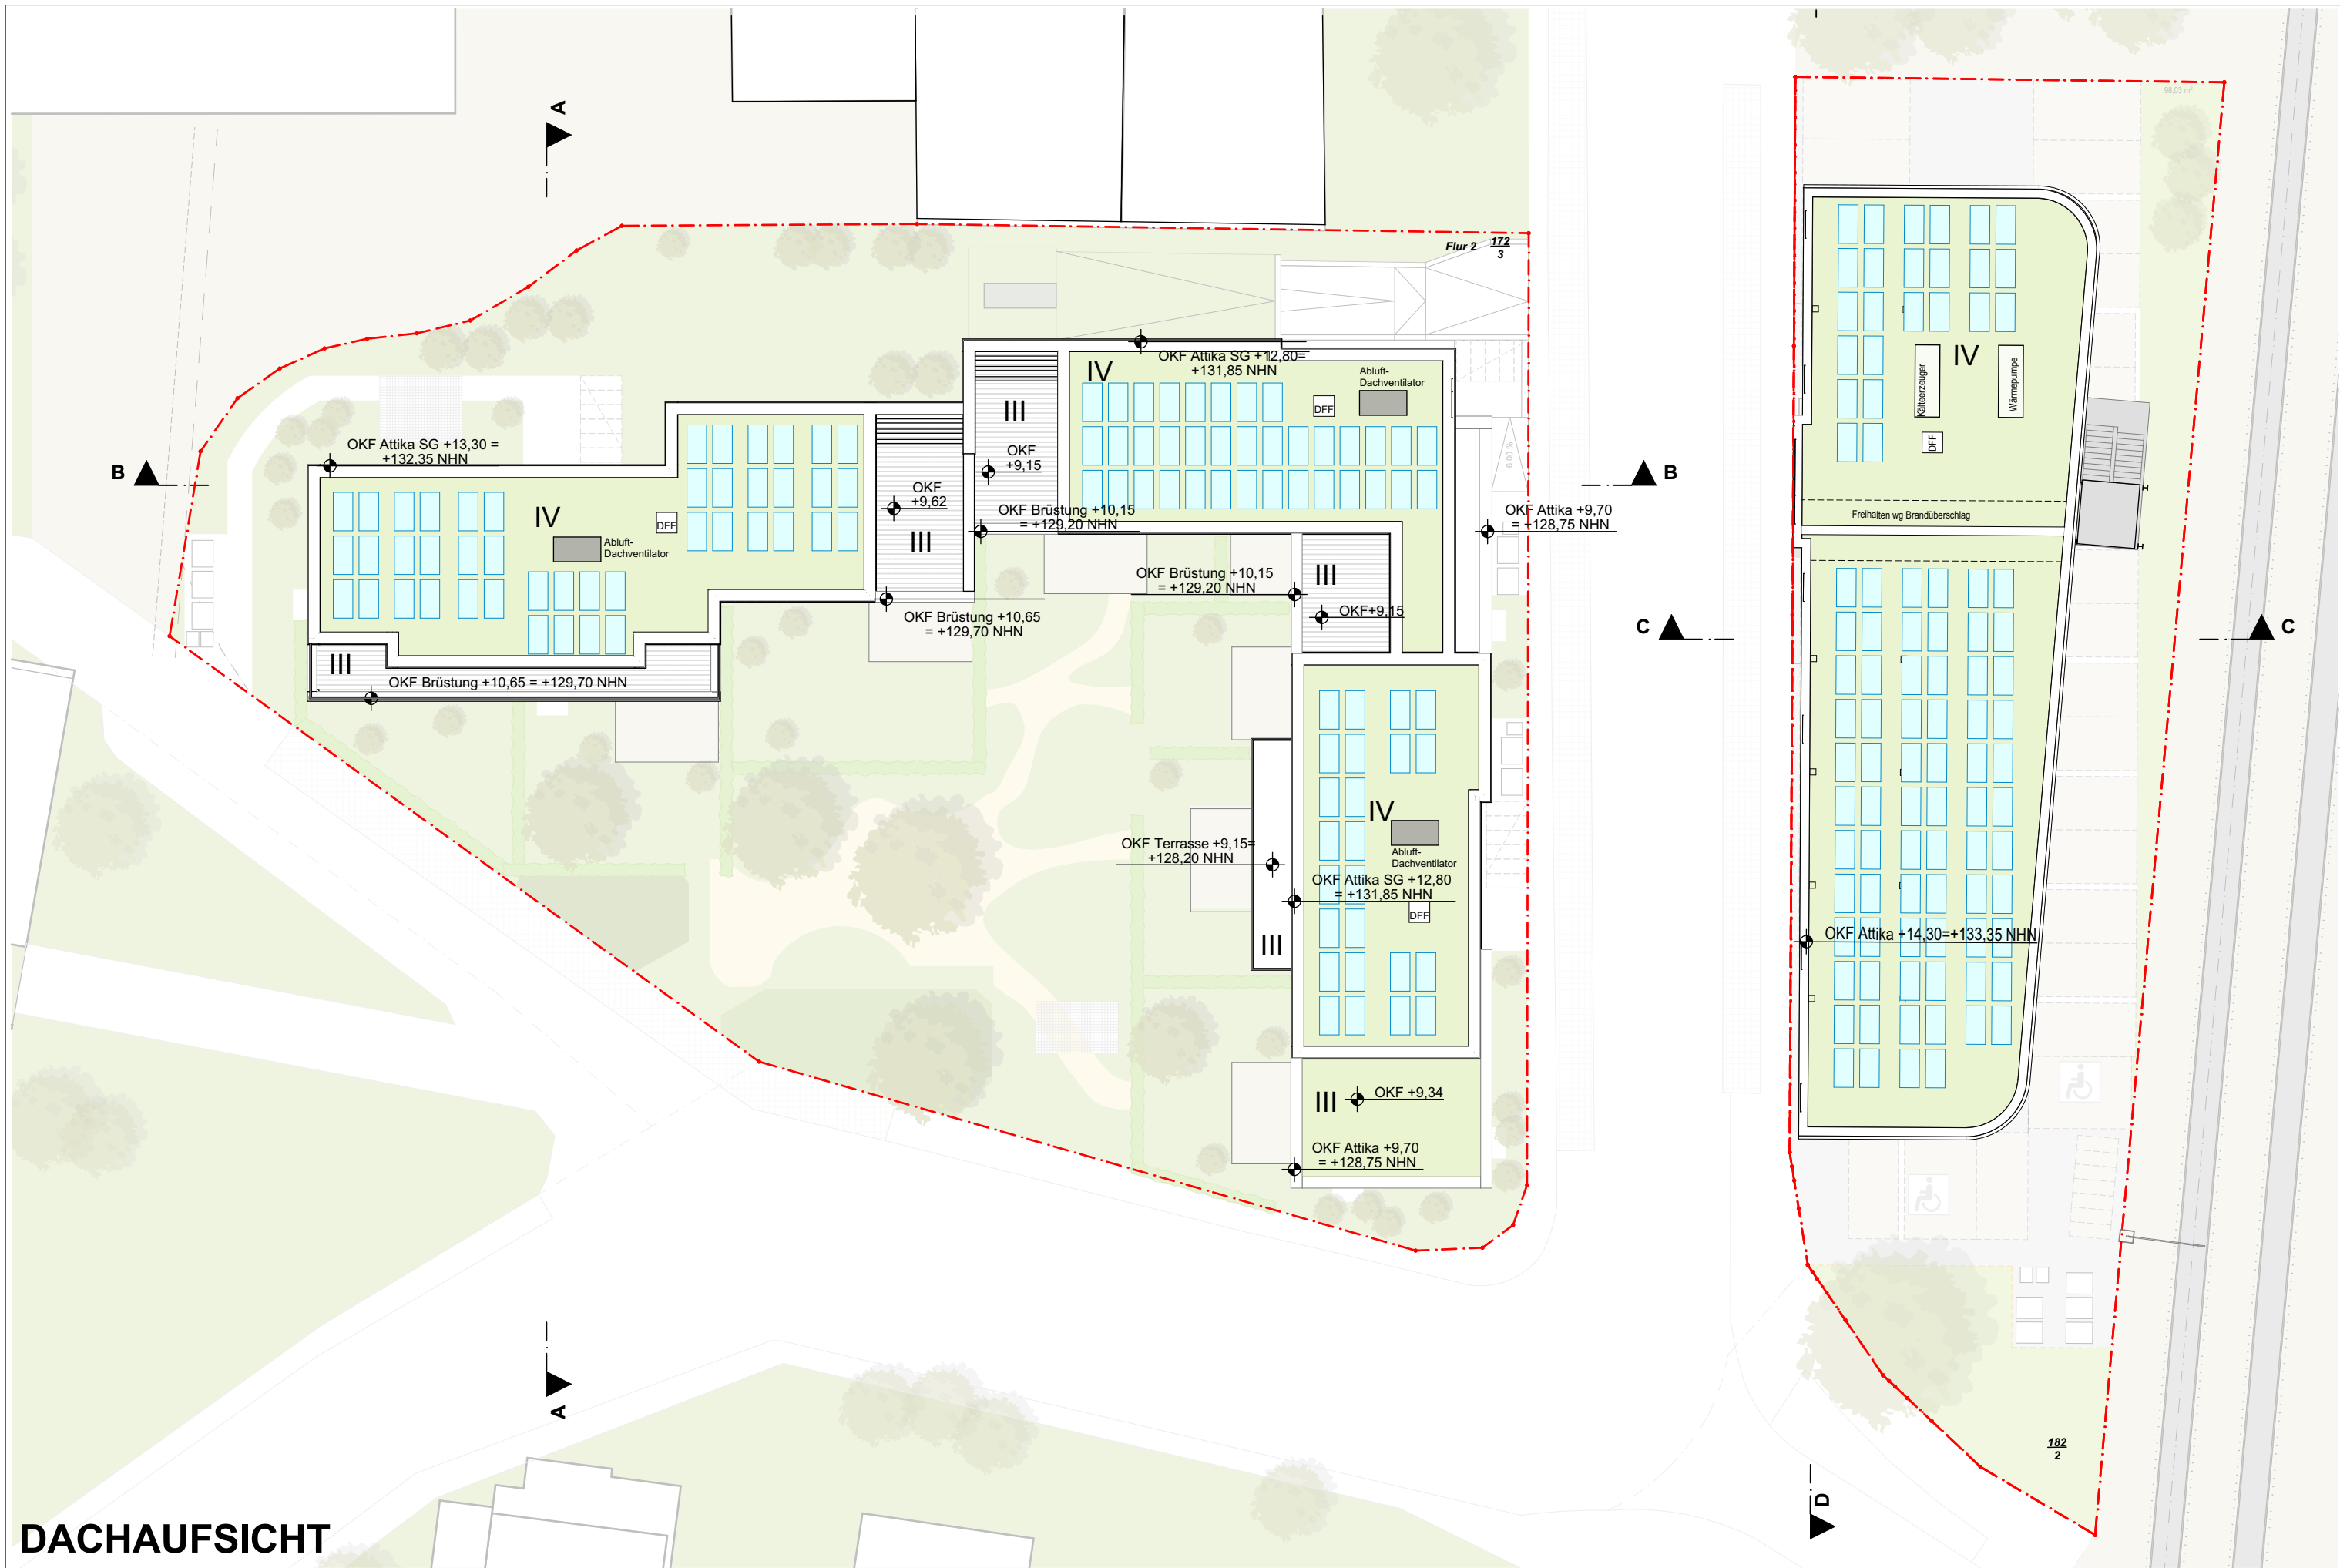 A
98,03 m²
Flur 2
172
3
OKF Attika SG +12,80=
+131,85 NHN
IV
Abluft-
Dachventilator
DFF
III
OKF
+9,15
IV
Kälteerzeuger
Wärmepumpe
DFF
OKF Attika SG +13,30 =
+132,35 NHN
B
B
6,00 %
OKF
+9,62
III
OKF Brüstung +10,15
= +129,20 NHN
OKF Attika +9,70
= +128,75 NHN
Freihalten wg Brandüberschlag
IV
DFF
Abluft-
Dachventilator
OKF Brüstung +10,15
= +129,20 NHN
III
OKF+9,15
OKF Brüstung +10,65
= +129,70 NHN
C
C
III
OKF Brüstung +10,65 = +129,70 NHN
IV
Abluft-
Dachventilator
OKF Terrasse +9,15=
+128,20 NHN
OKF Attika SG +12,80
= +131,85 NHN
DFF
III
OKF Attika +14,30=+133,35 NHN
III
OKF +9,34
OKF Attika +9,70
= +128,75 NHN
A
182
2
D
DACHAUFSICHT